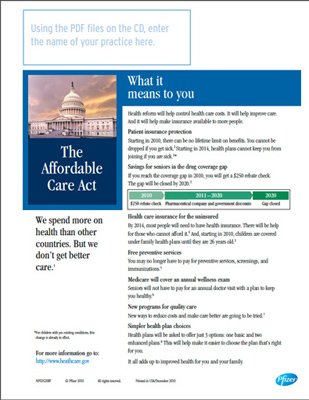 Using the PDF files on the CD, enter
the name of your practice here.
What it
means to you
The
Affordable
Care Act
We spend more on
health than other
countries. But we
don't get better
care.¹
*For children with pre-existing conditions, this
change is already in effect.
For more information go to:
http://www.healthcare.gov
Health reform will help control health care costs. It will help improve care.
And it will help make insurance available to more people.
Patient insurance protection
Starting in 2010, there can be no lifetime limit on benefits. You cannot be
dropped if you get sick. Starting in 2014, health plans cannot keep you from
joining if you are sick.
Savings for seniors in the drug coverage gap
If you reach the coverage gap in 2010, you will get a $250 rebate check.
The gap will be closed by 2020.
2010 2011 – 2020 2020
$250 rebate check Pharmaceutical company and government discounts Gap closed
Health care insurance for the uninsured
By 2014, most people will need to have health insurance. There will be help
for those who cannot afford it. And, starting in 2010, children are covered
under family health plans until they are 26 years old.
Free preventive services
You may no longer have to pay for preventive services, screenings, and
immunizations.
Medicare will cover an annual wellness exam
Seniors will not have to pay for an annual doctor visit with a plan to keep
you healthy.
New programs for quality care
New ways to reduce costs and make care better are going to be tried.
Simpler health plan choices
Health plans will be asked to offer just 3 options: one basic and two
enhanced plans. This will help make it easier to choose the plan that's right
for you.
It all adds up to improved health for you and your family.
© Pfizer 2010 All rights reserved. Printed in USA/December 2010
Pfizer